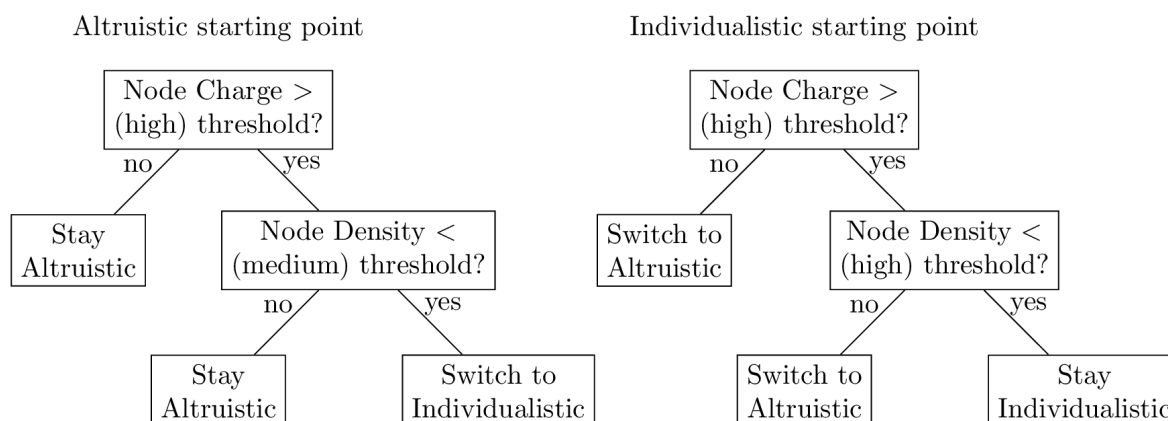 Altruistic starting point
Node Charge >
(high) threshold?
no
yes
Stay
Altruistic
Node Density <
(medium) threshold?
no
yes
Stay
Altruistic
Switch to
Individualistic
Individualistic starting point
Node Charge >
(high) threshold?
no
yes
Switch to
Altruistic
Node Density <
(high) threshold?
no
yes
Switch to
Altruistic
Stay
Individualistic